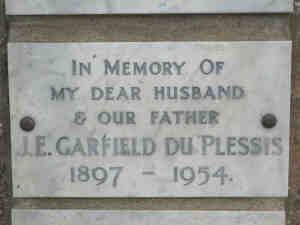 IN MEMORY OF
MY DEAR HUSBAND
& OUR FATHER
J.E. GARFIELD DU PLESSIS
1897 - 1954.